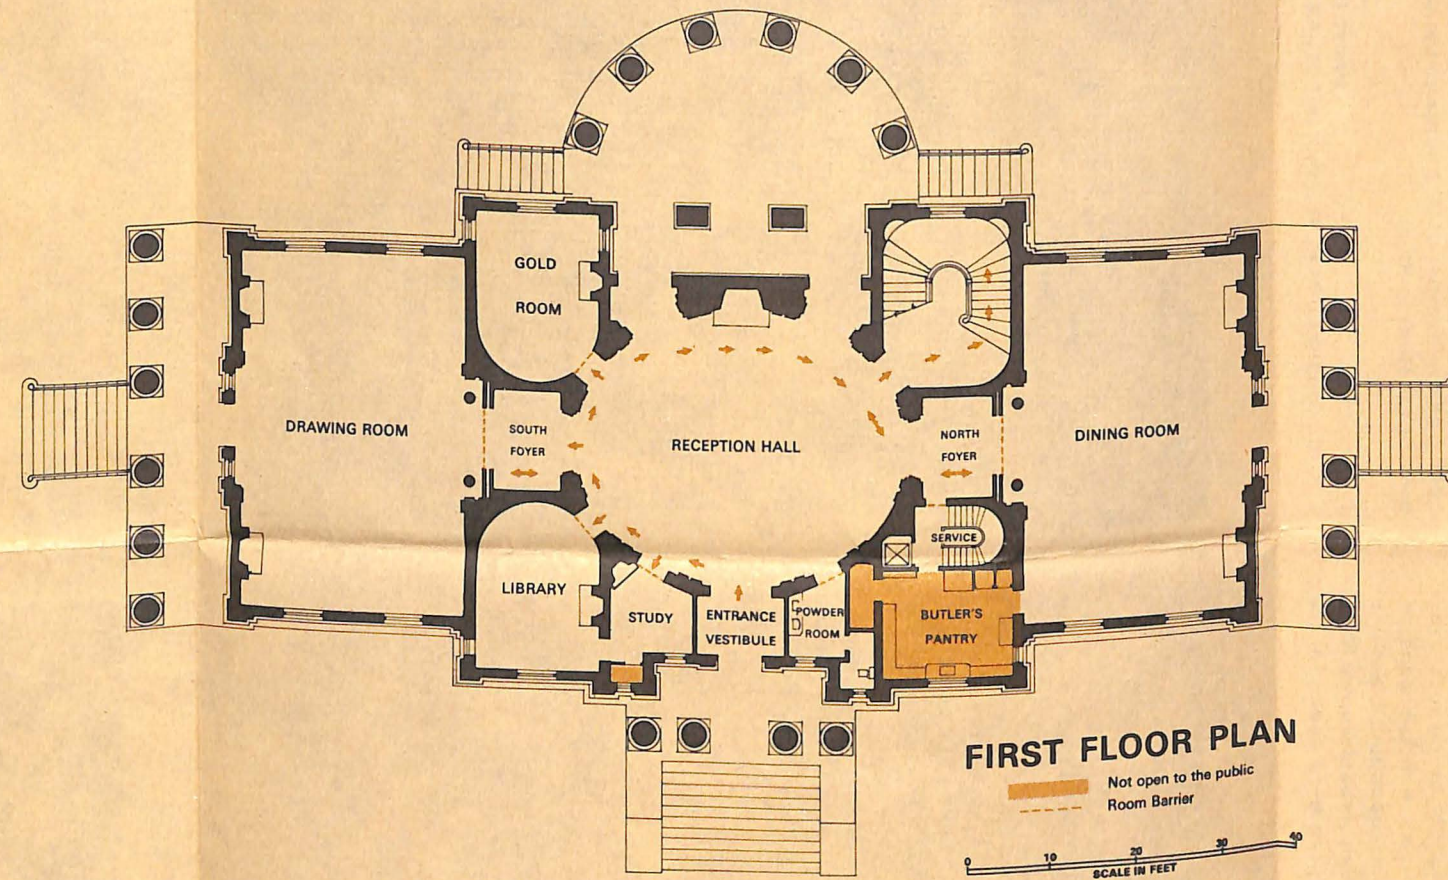 GOLD
ROOM
DRAWING ROOM
SOUTH
FOYER
RECEPTION HALL
NORTH
FOYER
DINING ROOM
SERVICE
LIBRARY
STUDY
ENTRANCE
VESTIBULE
POWDER
ROOM
BUTLER'S
PANTRY
FIRST FLOOR PLAN
Not open to the public
Room Barrier
0 10 20 30 40
SCALE IN FEET